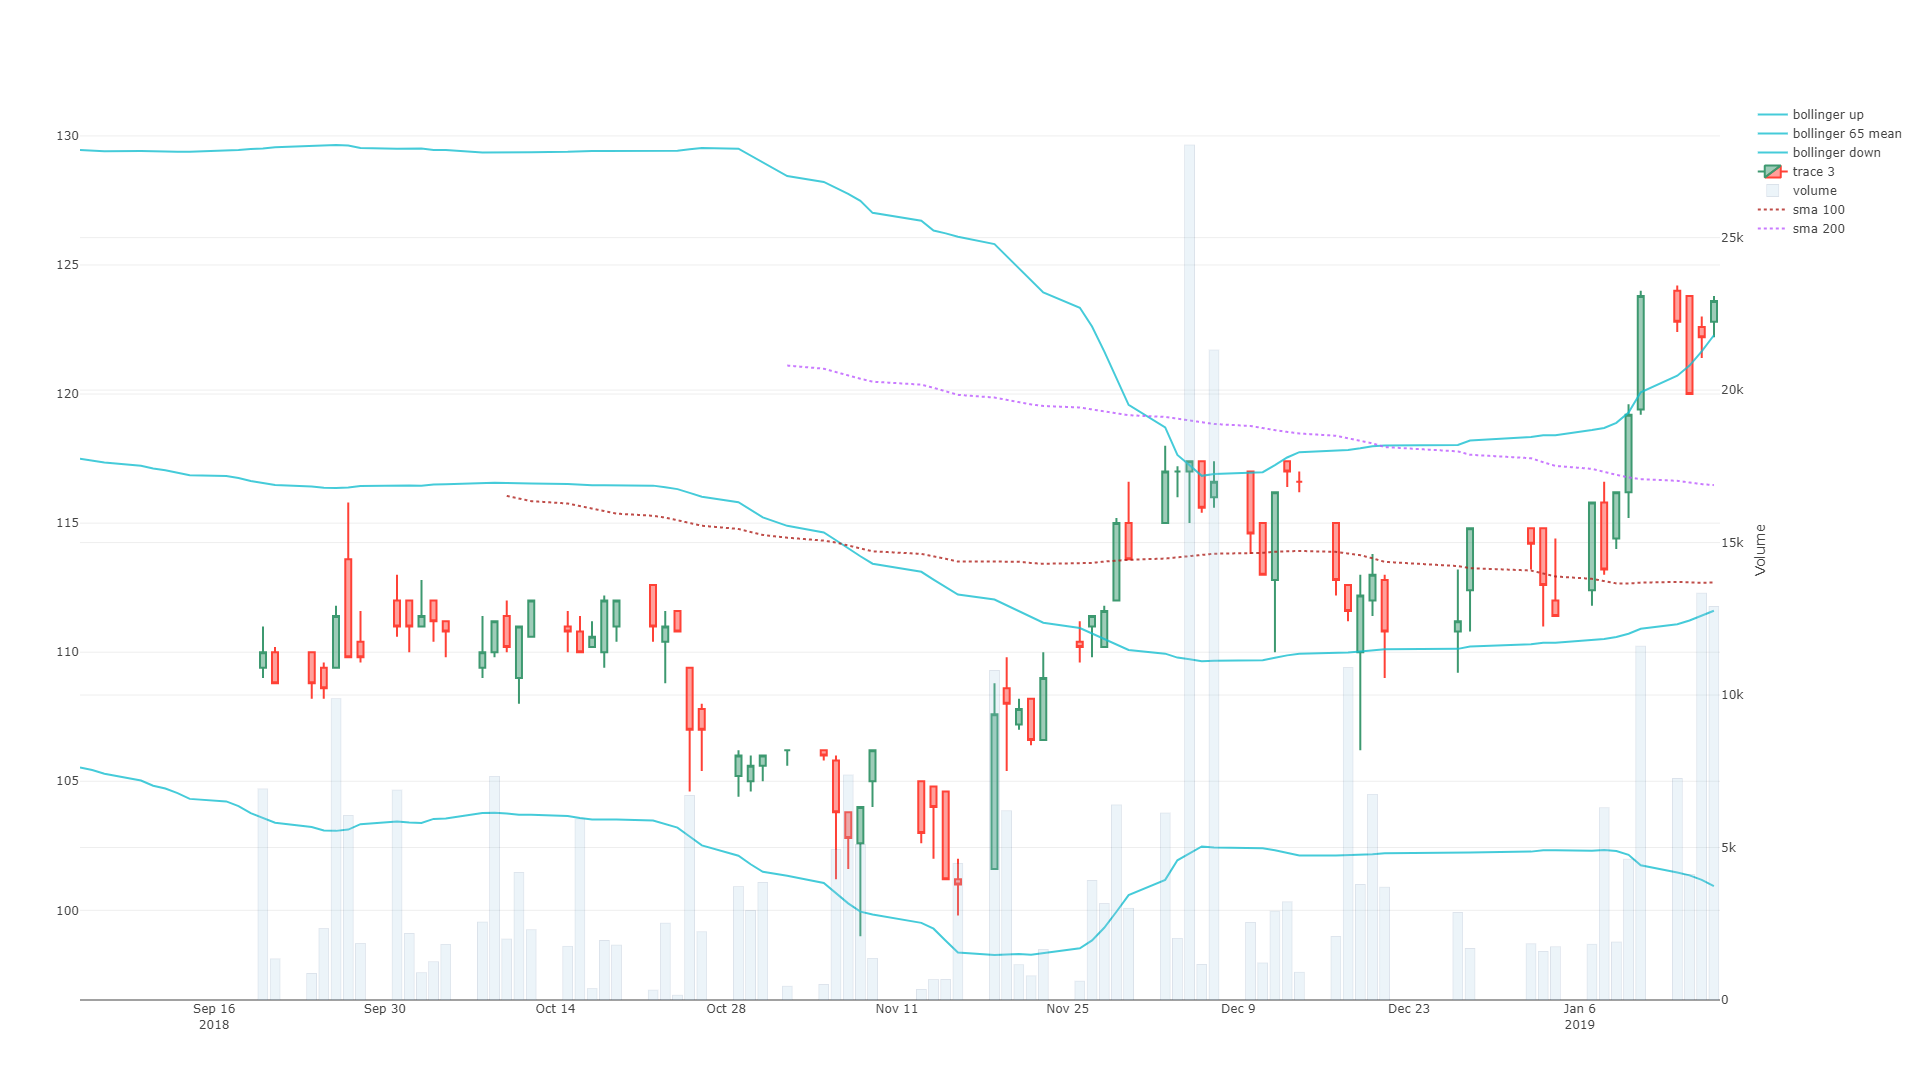 130
125
120
115
110
105
100
25k
20k
15k
10k
5k
0
Volume
Sep 16
2018
Sep 30
Oct 14
Oct 28
Nov 11
Nov 25
Dec 9
Dec 23
Jan 6
2019
bollinger up
bollinger 65 mean
bollinger down
trace 3
volume
sma 100
sma 200